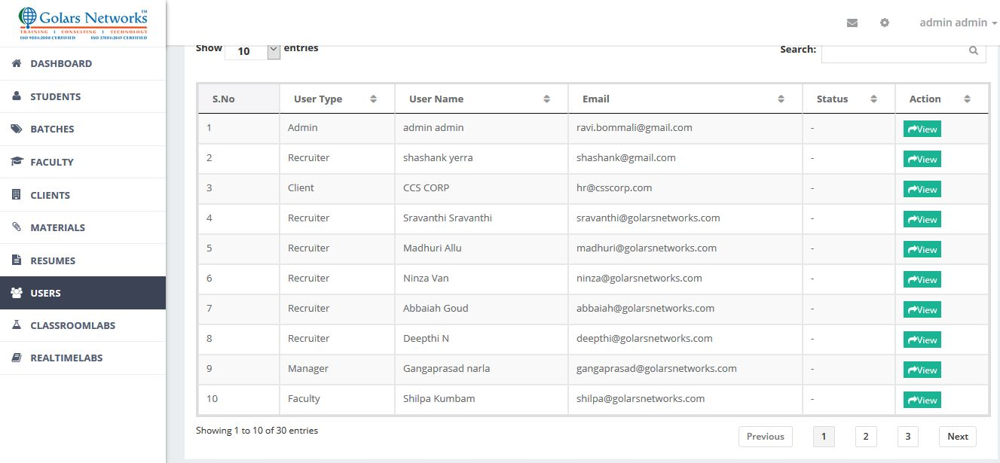 Golars Networks™
TRAINING | CONSULTING | TECHNOLOGY
ISO 9001:2008 CERTIFIED ISO 27001:2013 CERTIFIED
admin admin
DASHBOARD
STUDENTS
BATCHES
FACULTY
CLIENTS
MATERIALS
RESUMES
USERS
CLASSROOMLABS
REALTIMELABS
Show 10 entries Search:
S.No User Type User Name Email Status Action
1 Admin admin admin ravi.bommali@gmail.com - View
2 Recruiter shashank yerra shashank@gmail.com - View
3 Client CCS CORP hr@csscorp.com - View
4 Recruiter Sravanthi Sravanthi sravanthi@golarsnetworks.com - View
5 Recruiter Madhuri Allu madhuri@golarsnetworks.com - View
6 Recruiter Ninza Van ninza@golarsnetworks.com - View
7 Recruiter Abbaiah Goud abbaiah@golarsnetworks.com - View
8 Recruiter Deepthi N deepthi@golarsnetworks.com - View
9 Manager Gangaprasad narla gangaprasad@golarsnetworks.com - View
10 Faculty Shilpa Kumbam shilpa@golarsnetworks.com - View
Showing 1 to 10 of 30 entries
Previous 1 2 3 Next